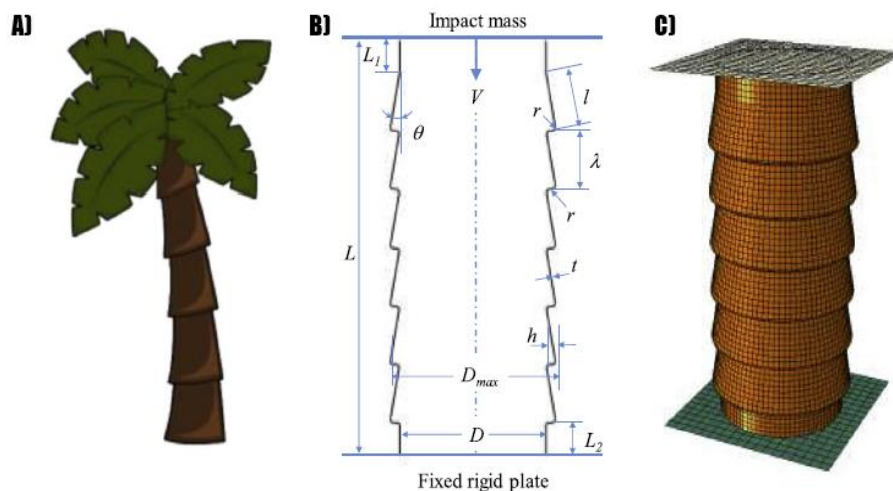 A)
B)
C)
Impact mass
L1
V
l
r
θ
λ
r
L
t
h
Dmax
D
L2
Fixed rigid plate